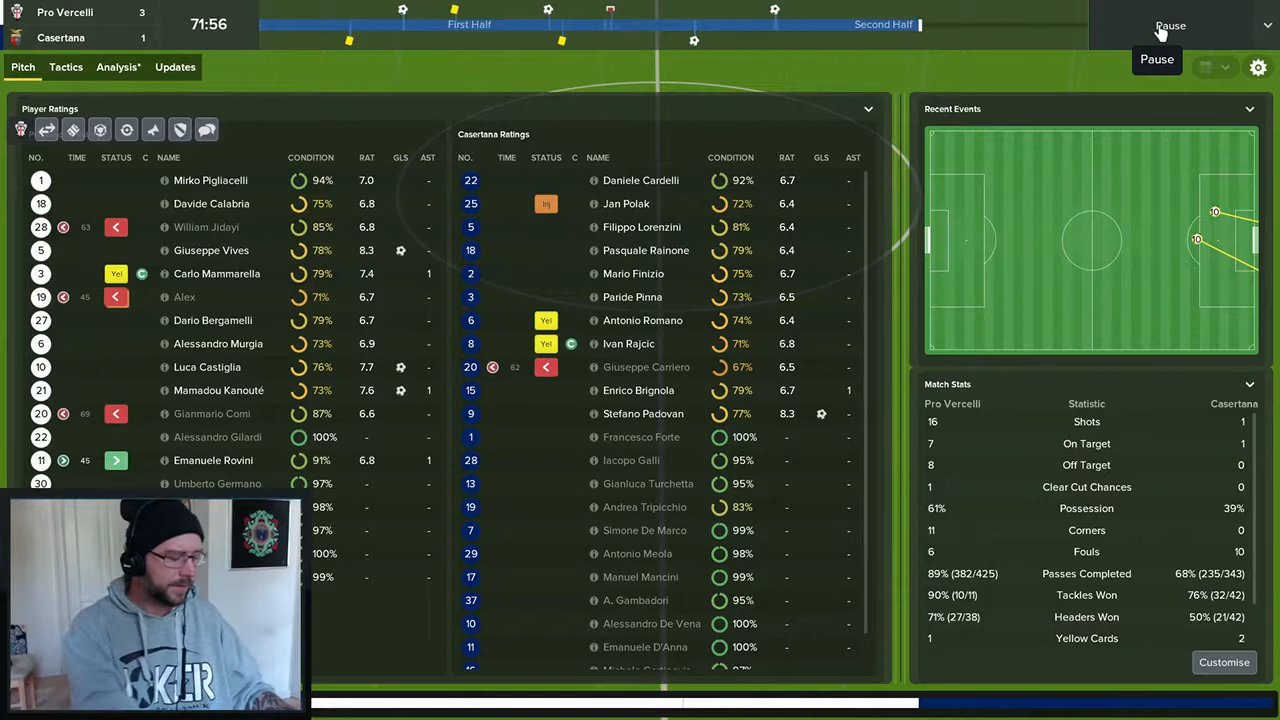 Pro Vercelli 3
Casertana 1
71:56
First Half
Second Half
Pause
Pause
Pitch Tactics Analysis* Updates
Player Ratings
NO. TIME STATUS C NAME CONDITION RAT GLS AST
1 Mirko Pigliacelli 94% 7.0 - -
18 Davide Calabria 75% 6.8 - -
28 63 William Jidayi 85% 6.8 - -
5 Giuseppe Vives 78% 8.3 -
3 Yel C Carlo Mammarella 79% 7.4 - 1
19 45 Alex 71% 6.7 - -
27 Dario Bergamelli 79% 6.7 - -
6 Alessandro Murgia 73% 6.9 - -
10 Luca Castiglia 76% 7.7 -
21 Mamadou Kanouté 73% 7.6 1
20 69 Gianmario Comi 87% 6.6 - -
22 Alessandro Gilardi 100% - - -
11 45 Emanuele Rovini 91% 6.8 - 1
30 Umberto Germano 97% - - -
98% - - -
97% - - -
100% - - -
99% - - -
Casertana Ratings
NO. TIME STATUS C NAME CONDITION RAT GLS AST
22 Daniele Cardelli 92% 6.7 - -
25 Inj Jan Polak 72% 6.4 - -
5 Filippo Lorenzini 81% 6.4 - -
18 Pasquale Rainone 79% 6.4 - -
2 Mario Finizio 75% 6.7 - -
3 Paride Pinna 73% 6.5 - -
6 Yel Antonio Romano 74% 6.4 - -
8 Yel C Ivan Rajcic 71% 6.8 - -
20 62 Giuseppe Carriero 67% 6.5 - -
15 Enrico Brignola 79% 6.7 - 1
9 Stefano Padovan 77% 8.3 -
1 Francesco Forte 100% - - -
28 Iacopo Galli 95% - - -
13 Gianluca Turchetta 95% - - -
19 Andrea Tripicchio 83% - - -
7 Simone De Marco 99% - - -
29 Antonio Meola 98% - - -
17 Manuel Mancini 99% - - -
37 A. Gambadori 95% - - -
10 Alessandro De Vena 100% - - -
11 Emanuele D'Anna 100% - - -
Recent Events
10
10
Match Stats
Pro Vercelli Statistic Casertana
16 Shots 1
7 On Target 1
8 Off Target 0
1 Clear Cut Chances 0
61% Possession 39%
11 Corners 0
6 Fouls 10
89% (382/425) Passes Completed 68% (235/343)
90% (10/11) Tackles Won 76% (32/42)
71% (27/38) Headers Won 50% (21/42)
1 Yellow Cards 2
Customise